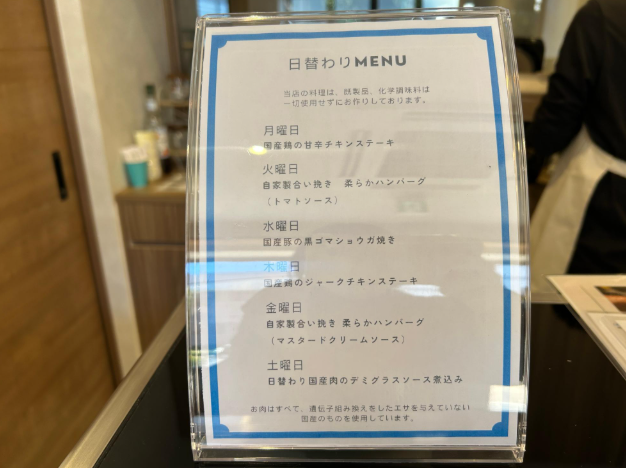 日替わりMENU
当店の料理は、既製品、化学調味料は
一切使用せずにお作りしております。
月曜日
国産鶏の甘辛チキンステーキ
火曜日
自家製合い挽き 柔らかハンバーグ
（トマトソース）
水曜日
国産豚の黒ゴマショウガ焼き
木曜日
国産鶏のジャークチキンステーキ
金曜日
自家製合い挽き 柔らかハンバーグ
（マスタードクリームソース）
土曜日
日替わり国産肉のデミグラスソース煮込み
お肉はすべて、遺伝子組み換えをしたエサを与えていない
国産のものを使用しています。